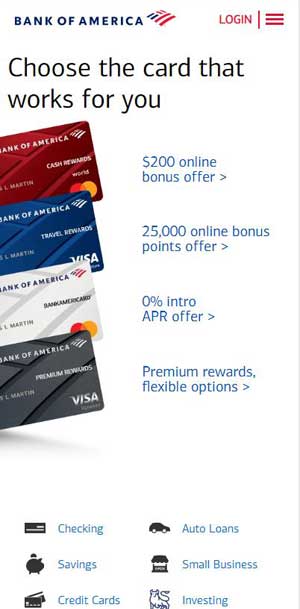 BANK OF AMERICA
LOGIN
Choose the card that
works for you
BANK OF AMERICA
CASH REWARDS
world
L MARTIN
$200 online
bonus offer >
BANK OF AMERICA
TRAVEL REWARDS
S L MARTIN
VISA
25,000 online bonus
points offer >
BANK OF AMERICA
BANKAMERICARD
S L MARTIN
0% intro
APR offer >
BANK OF AMERICA
PREMIUM REWARDS
S L MARTIN
VISA
Premium rewards,
flexible options >
Checking
Auto Loans
Savings
OPEN
Small Business
Credit Cards
Investing